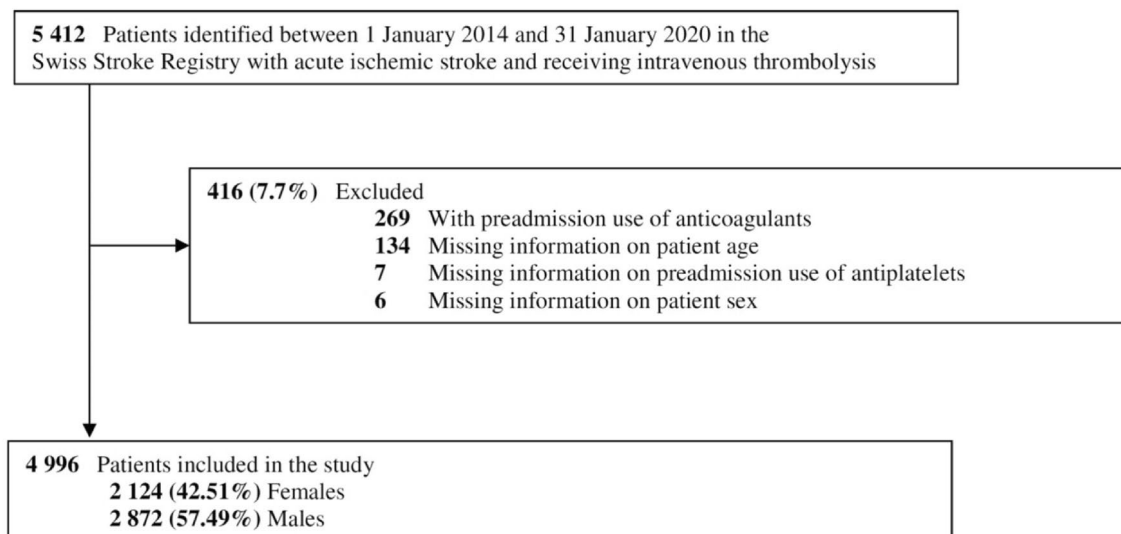 5 412 Patients identified between 1 January 2014 and 31 January 2020 in the
Swiss Stroke Registry with acute ischemic stroke and receiving intravenous thrombolysis
416 (7.7%) Excluded
269 With preadmission use of anticoagulants
134 Missing information on patient age
7 Missing information on preadmission use of antiplatelets
6 Missing information on patient sex
4 996 Patients included in the study
2 124 (42.51%) Females
2 872 (57.49%) Males